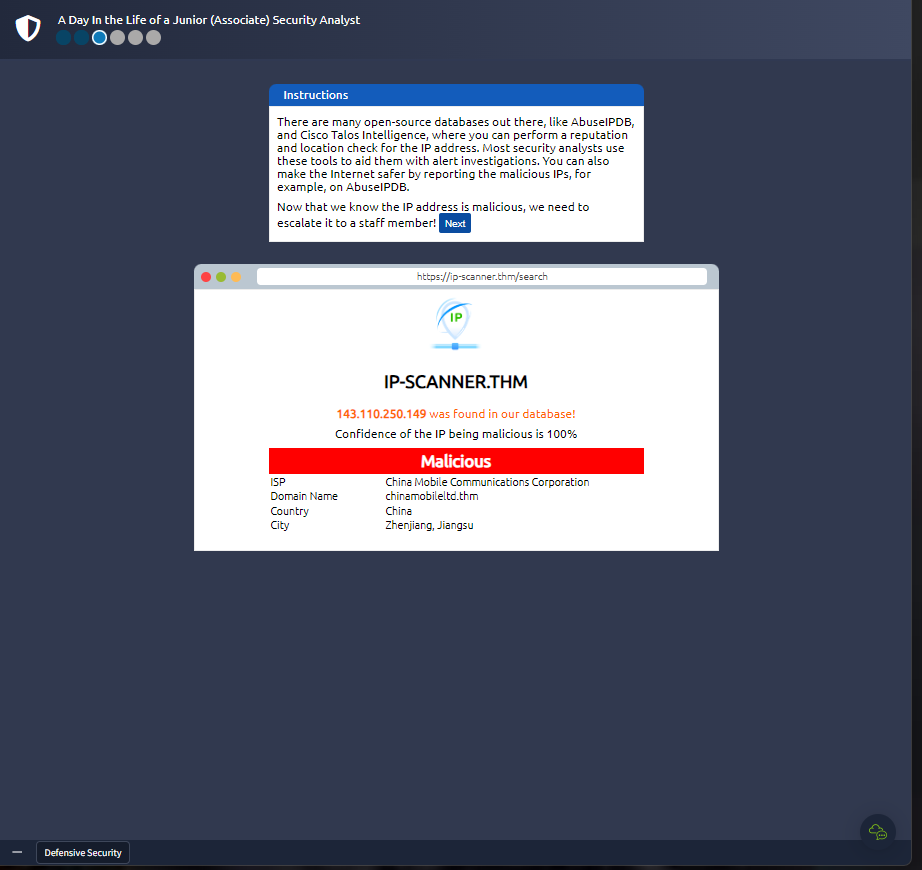 A Day In the Life of a Junior (Associate) Security Analyst
Instructions
There are many open-source databases out there, like AbuseIPDB,
and Cisco Talos Intelligence, where you can perform a reputation
and location check for the IP address. Most security analysts use
these tools to aid them with alert investigations. You can also
make the Internet safer by reporting the malicious IPs, for
example, on AbuseIPDB.
Now that we know the IP address is malicious, we need to
escalate it to a staff member! Next
https://ip-scanner.thm/search
IP
IP-SCANNER.THM
143.110.250.149 was found in our database!
Confidence of the IP being malicious is 100%
Malicious
ISP China Mobile Communications Corporation
Domain Name chinamobileltd.thm
Country China
City Zhenjiang, Jiangsu
Defensive Security